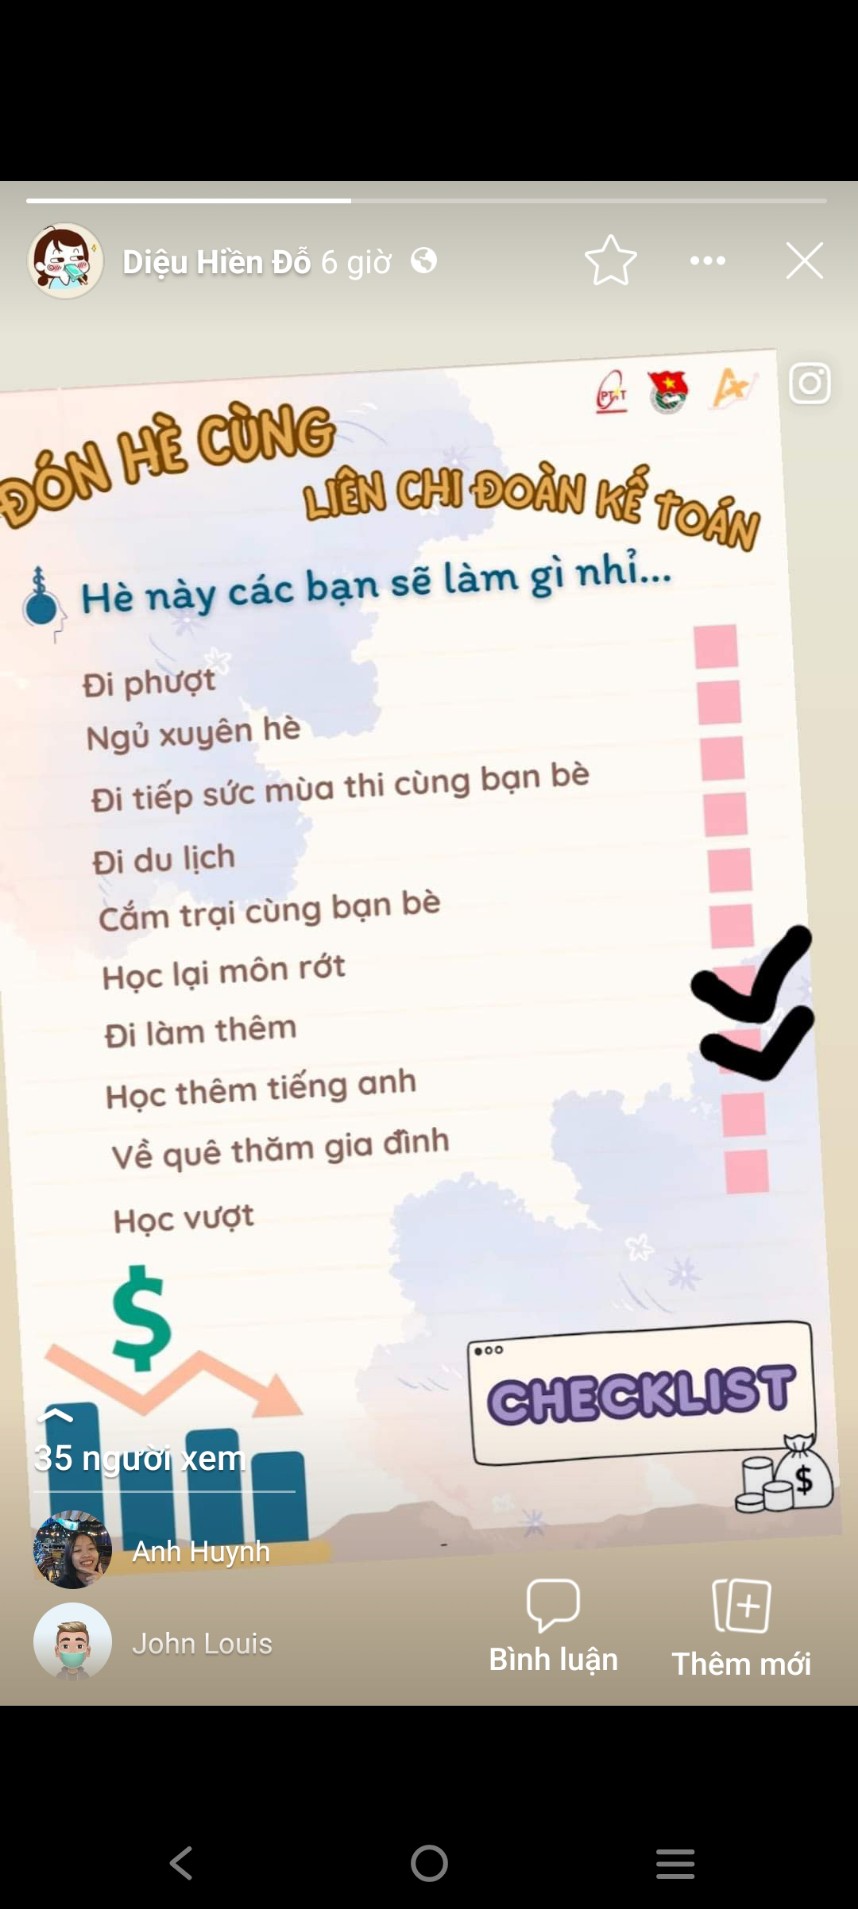 Diệu Hiền Đỗ 6 giờ
PTIT
ĐÓN HÈ CÙNG
LIÊN CHI ĐOÀN KẾ TOÁN
Hè này các bạn sẽ làm gì nhỉ...
Đi phượt
Ngủ xuyên hè
Đi tiếp sức mùa thi cùng bạn bè
Đi du lịch
Cắm trại cùng bạn bè
Học lại môn rớt
Đi làm thêm
Học thêm tiếng anh
Về quê thăm gia đình
Học vượt
$
CHECKLIST
$
35 người xem
Anh Huynh
John Louis
Bình luận
Thêm mới